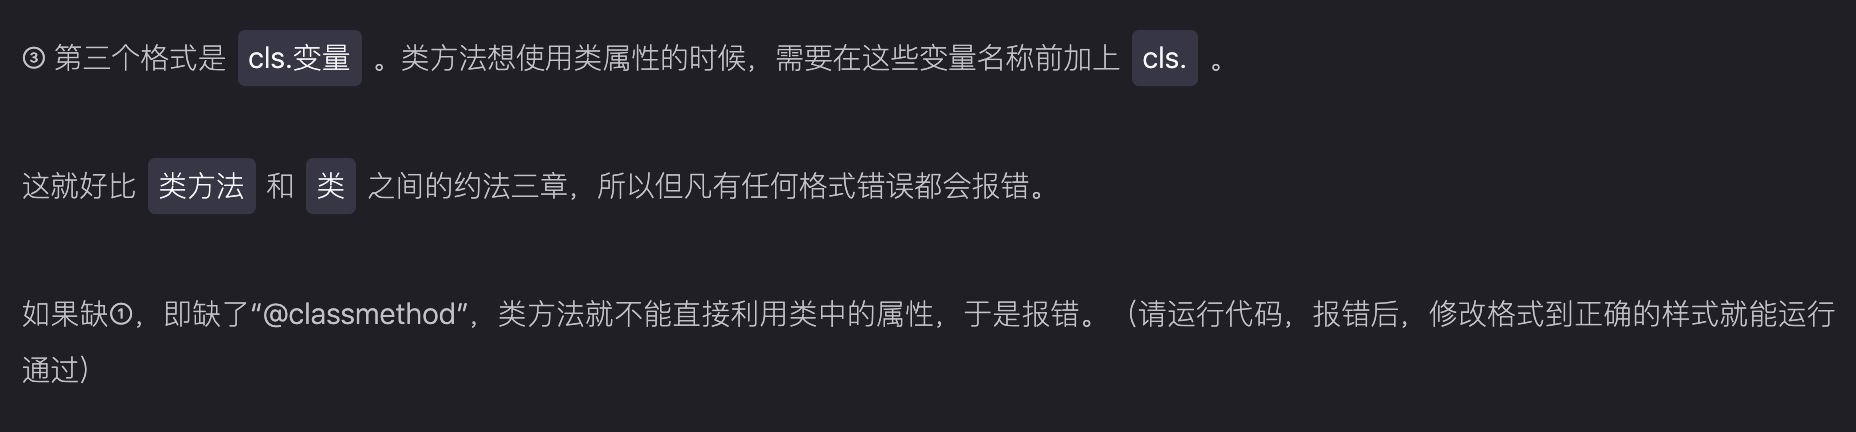 ③ 第三个格式是 cls.变量 。类方法想使用类属性的时候，需要在这些变量名称前加上 cls. 。
这就好比 类方法 和 类 之间的约法三章，所以但凡有任何格式错误都会报错。
如果缺①，即缺了“@classmethod”，类方法就不能直接利用类中的属性，于是报错。（请运行代码，报错后，修改格式到正确的样式就能运行
通过）